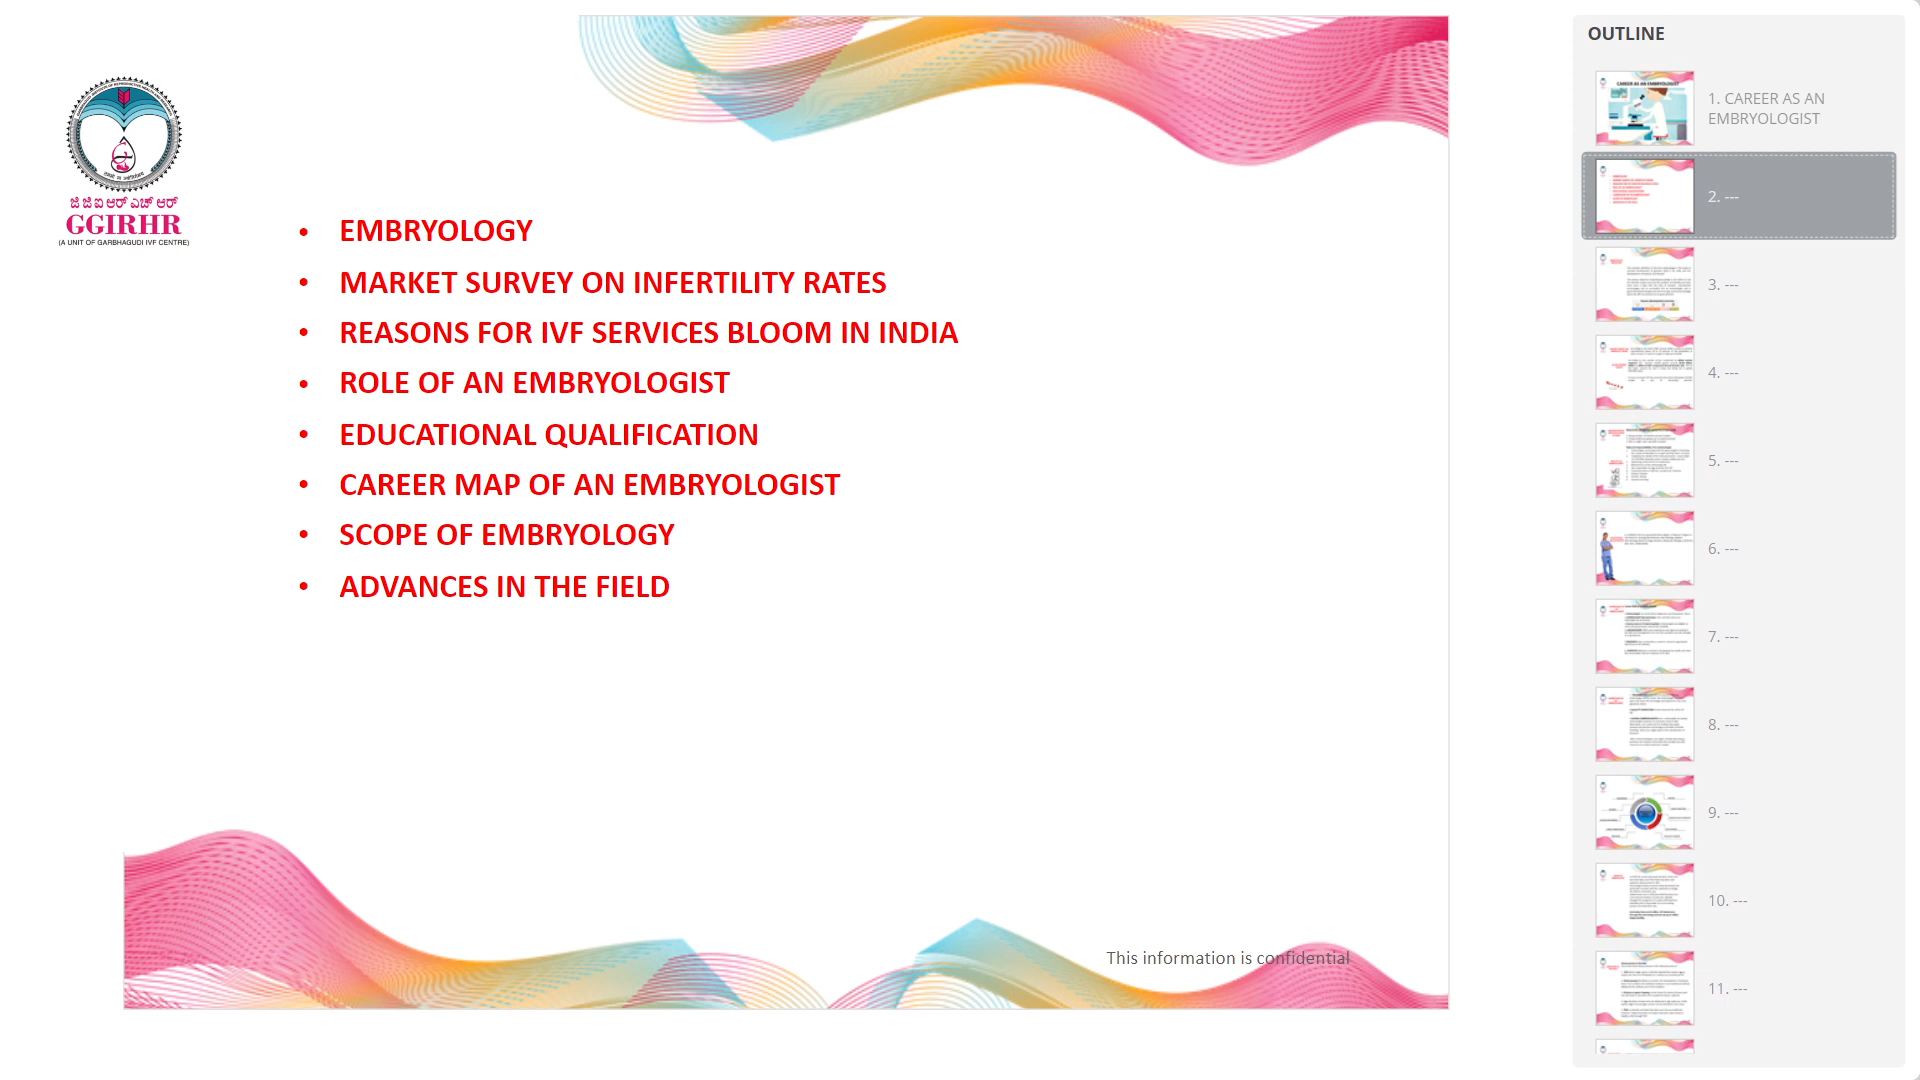 ಜಿ ಜಿ ಐ ಆರ್ ಎಚ್ ಆರ್
GGIRHR
(A UNIT OF GARBHAGUDI IVF CENTRE)
• EMBRYOLOGY
• MARKET SURVEY ON INFERTILITY RATES
• REASONS FOR IVF SERVICES BLOOM IN INDIA
• ROLE OF AN EMBRYOLOGIST
• EDUCATIONAL QUALIFICATION
• CAREER MAP OF AN EMBRYOLOGIST
• SCOPE OF EMBRYOLOGY
• ADVANCES IN THE FIELD
This information is confidential
OUTLINE
1. CAREER AS AN
EMBRYOLOGIST
2. ---
3. ---
4. ---
5. ---
6. ---
7. ---
8. ---
9. ---
10. ---
11. ---